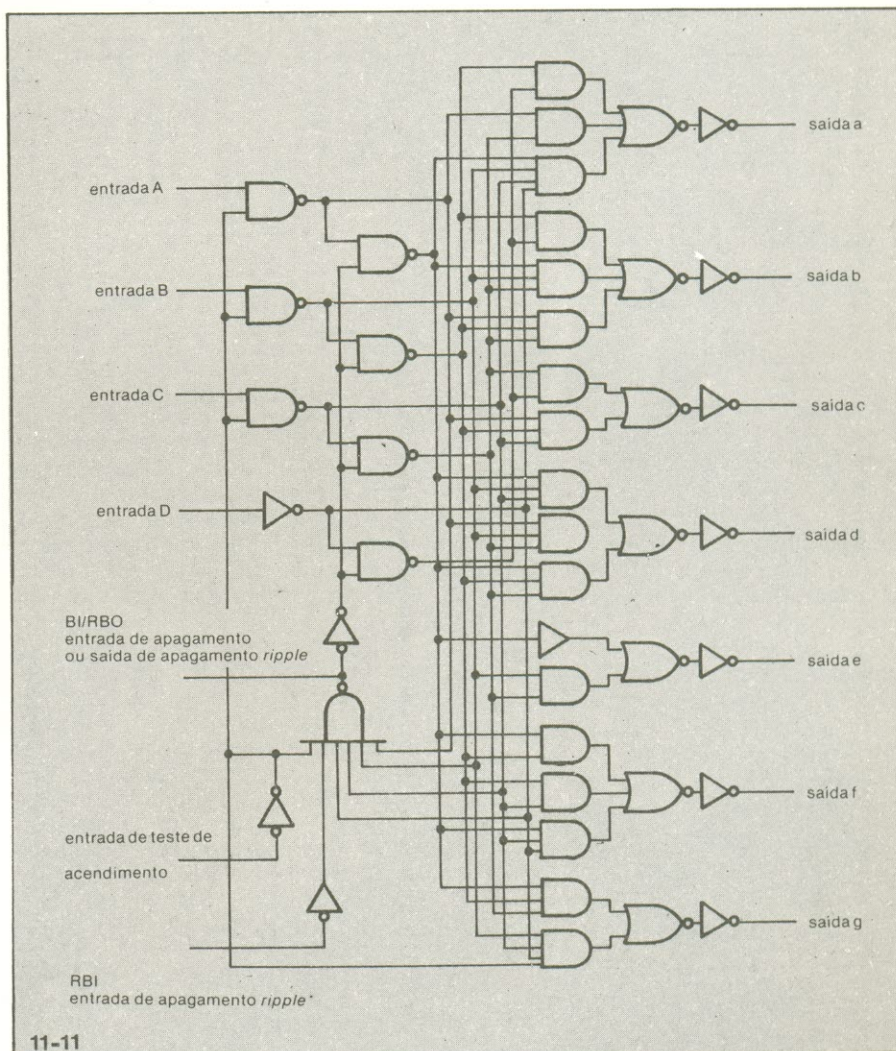 saida a
entrada A
saida b
entrada B
saida c
entrada C
entrada D
saida d
BI/RBO
entrada de apagamento
ou saida de apagamento ripple
saida e
entrada de teste de
acendimento
saida f
saida g
RBI
entrada de apagamento ripple*
11-11